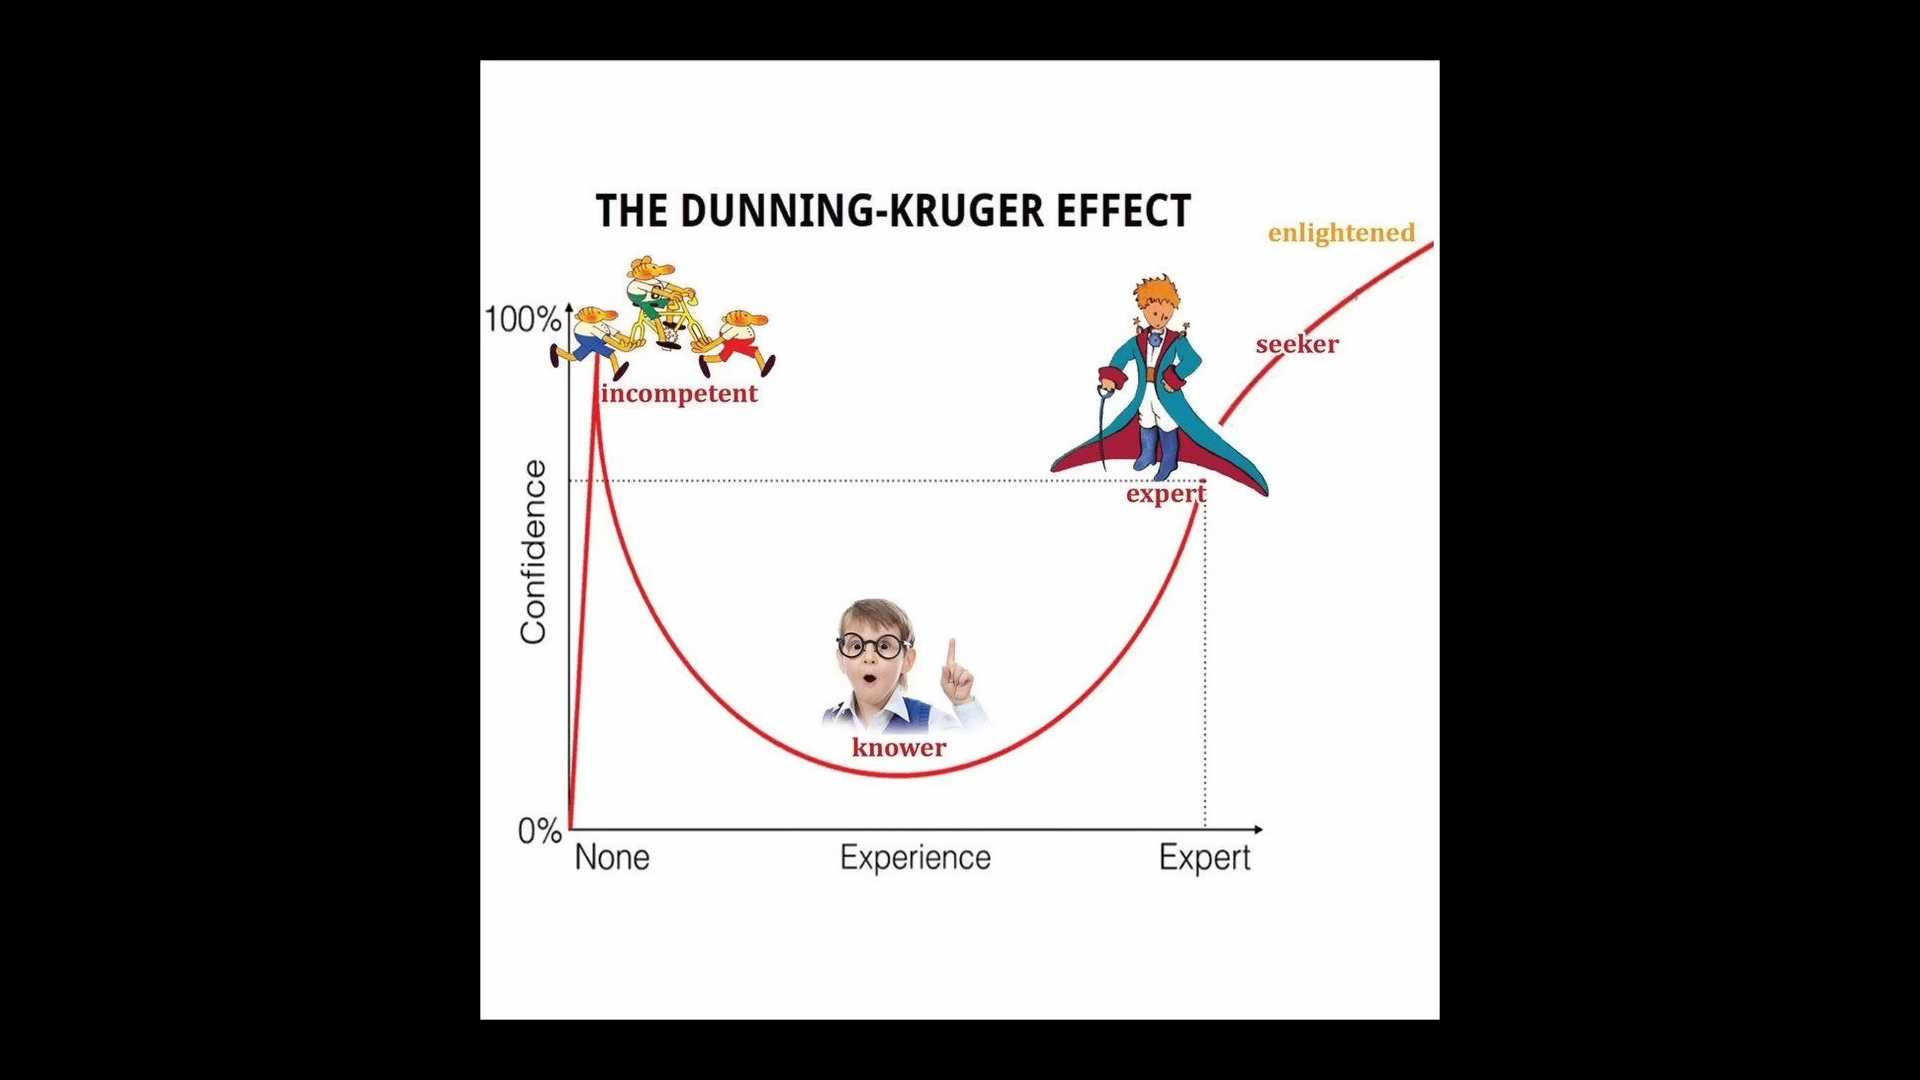 THE DUNNING-KRUGER EFFECT
enlightened
100%
seeker
incompetent
Confidence
expert
knower
0%
None
Experience
Expert